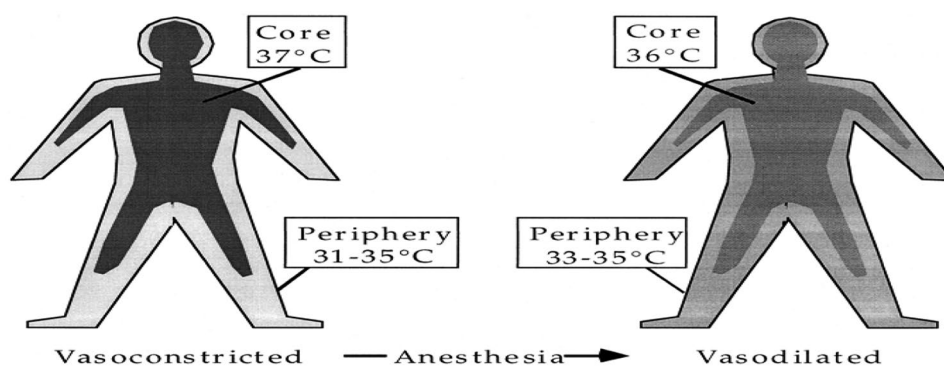 Core
37°C
Core
36°C
Periphery
31-35°C
Periphery
33-35°C
Vasoconstricted
Anesthesia
Vasodilated